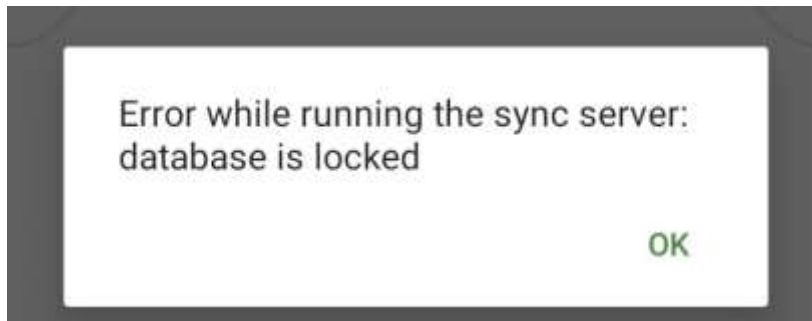 Error while running the sync server:
database is locked
OK